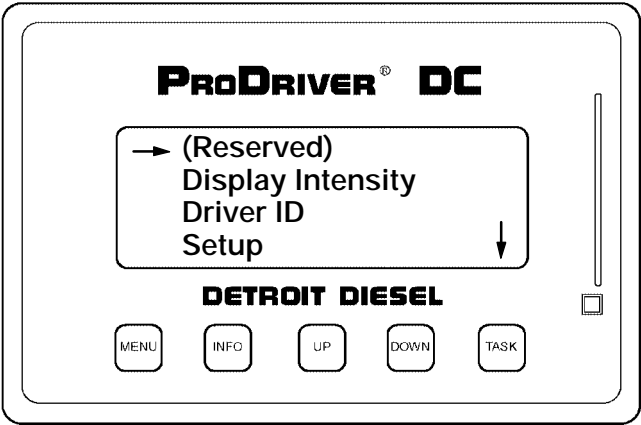 PRODRIVER® DC
(Reserved)
Display Intensity
Driver ID
Setup
DETROIT DIESEL
MENU INFO UP DOWN TASK